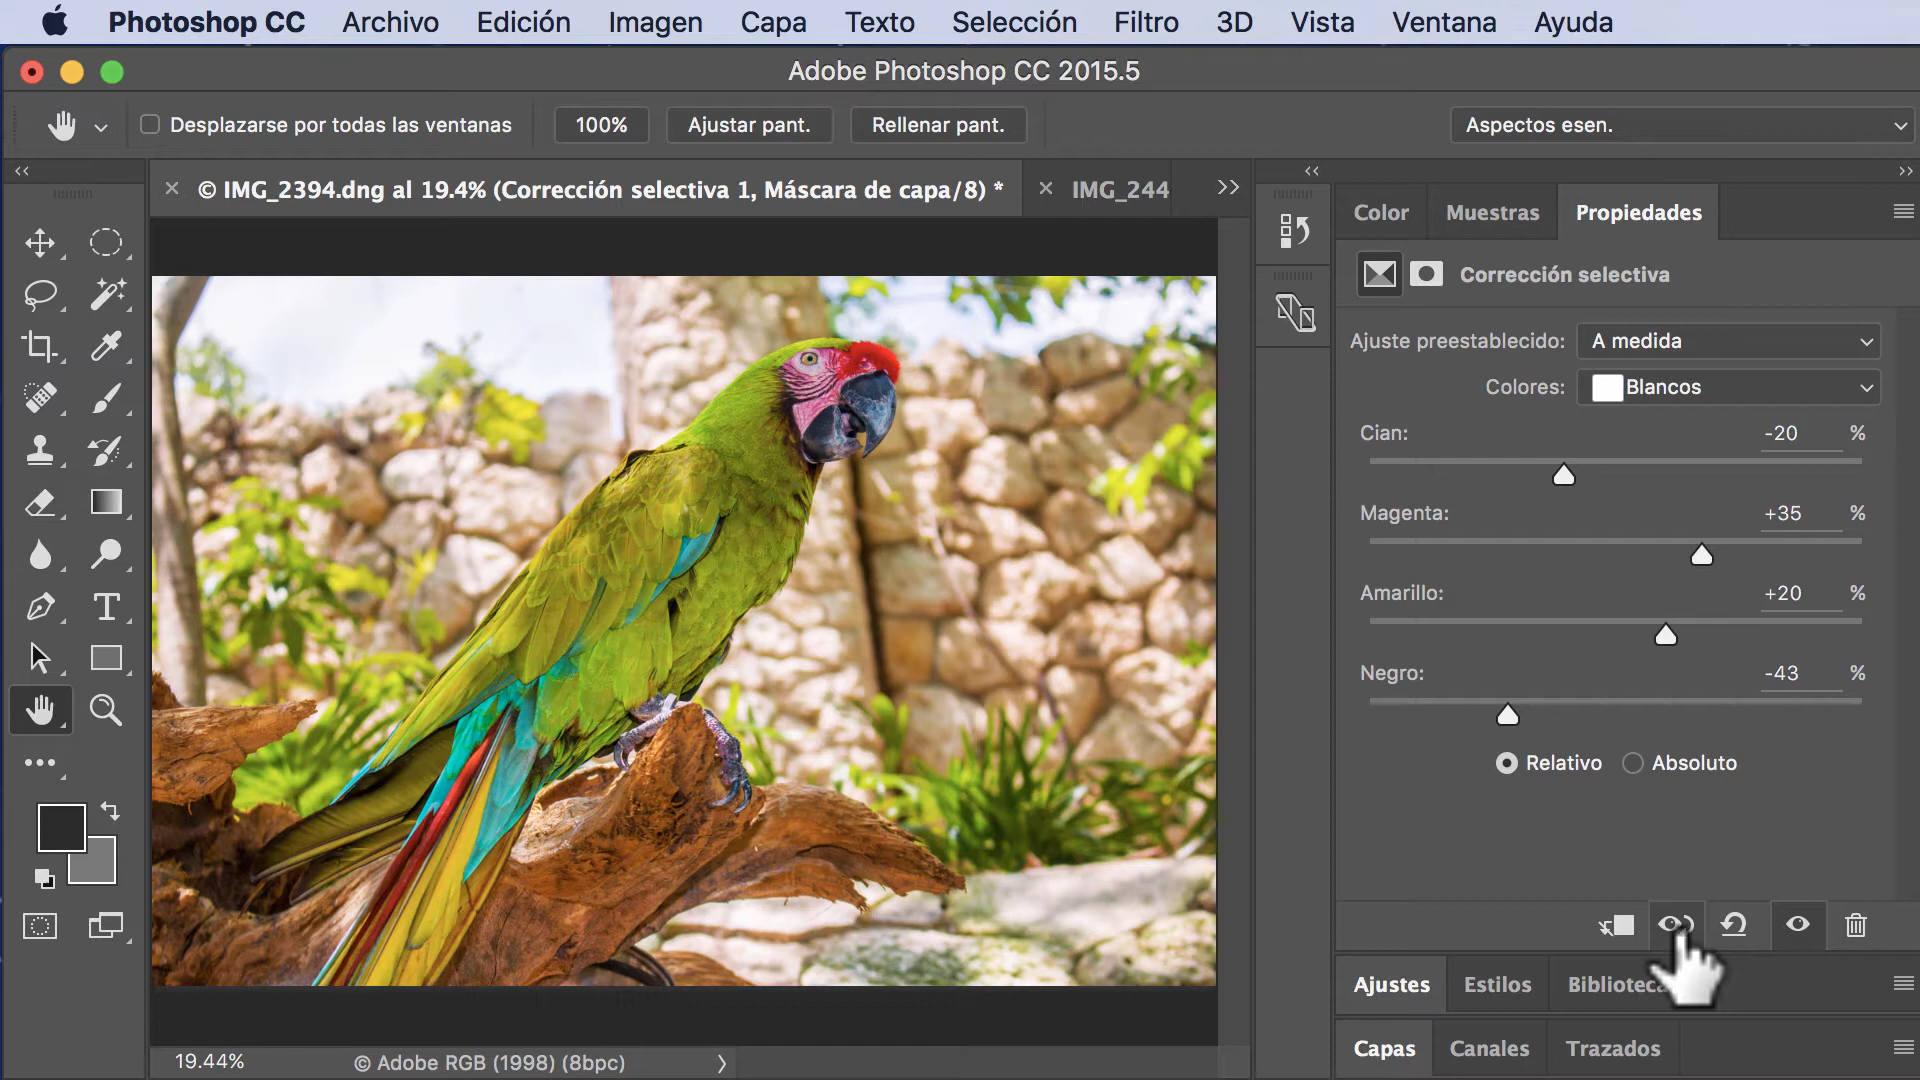 Photoshop CC Archivo Edición Imagen Capa Texto Selección Filtro 3D Vista Ventana Ayuda
Adobe Photoshop CC 2015.5
Desplazarse por todas las ventanas 100% Ajustar pant. Rellenar pant. Aspectos esen.
© IMG_2394.dng al 19.4% (Corrección selectiva 1, Máscara de capa/8) * IMG_244
Color Muestras Propiedades
Corrección selectiva
Ajuste preestablecido: A medida
Colores: Blancos
Cian: -20 %
Magenta: +35 %
Amarillo: +20 %
Negro: -43 %
Relativo Absoluto
Ajustes Estilos Biblioteca
Capas Canales Trazados
19.44% © Adobe RGB (1998) (8bpc)